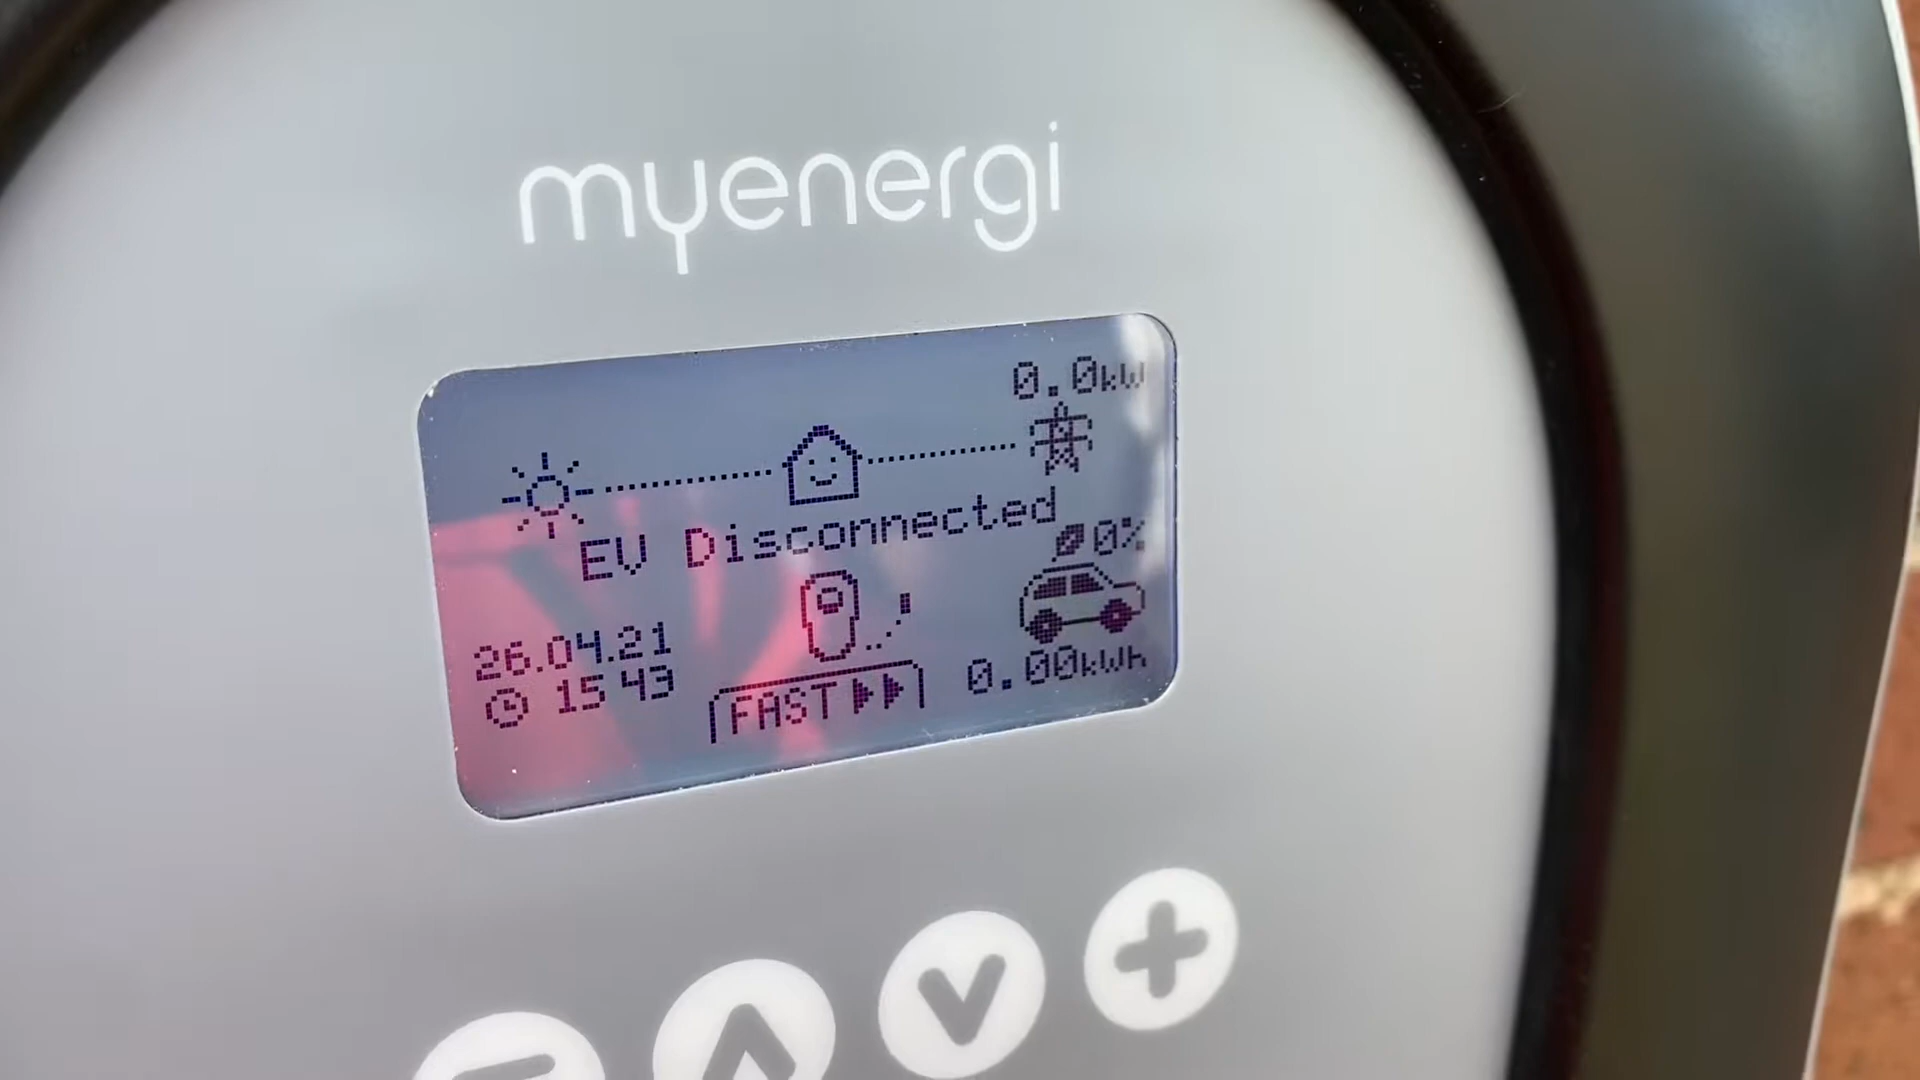 myenergi
0.0kW
EV Disconnected
0%
26.04.21
15 43
FAST
0.00kWh